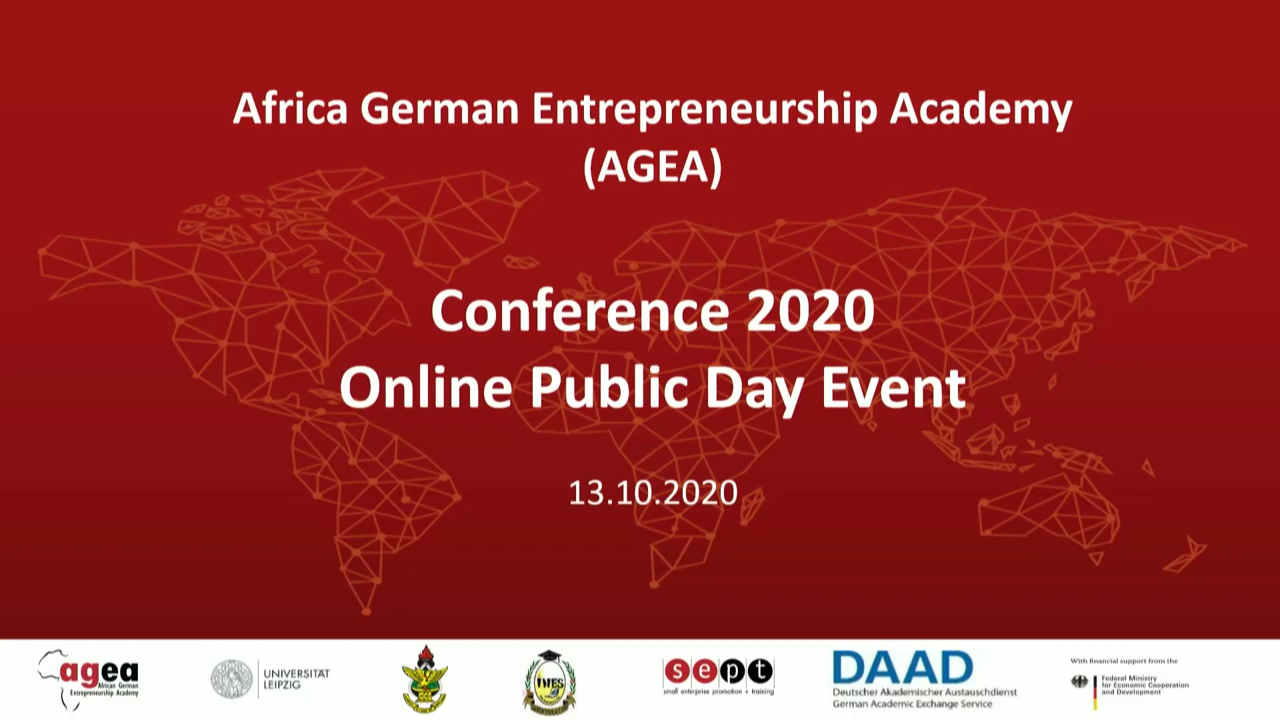 Africa German Entrepreneurship Academy
(AGEA)
Conference 2020
Online Public Day Event
13.10.2020
agea
African German
Entrepreneurship Academy
UNIVERSITÄT
LEIPZIG
sept
small enterprise promotion + training
DAAD
Deutscher Akademischer Austauschdienst
German Academic Exchange Service
With financial support from the
Federal Ministry
for Economic Cooperation
and Development